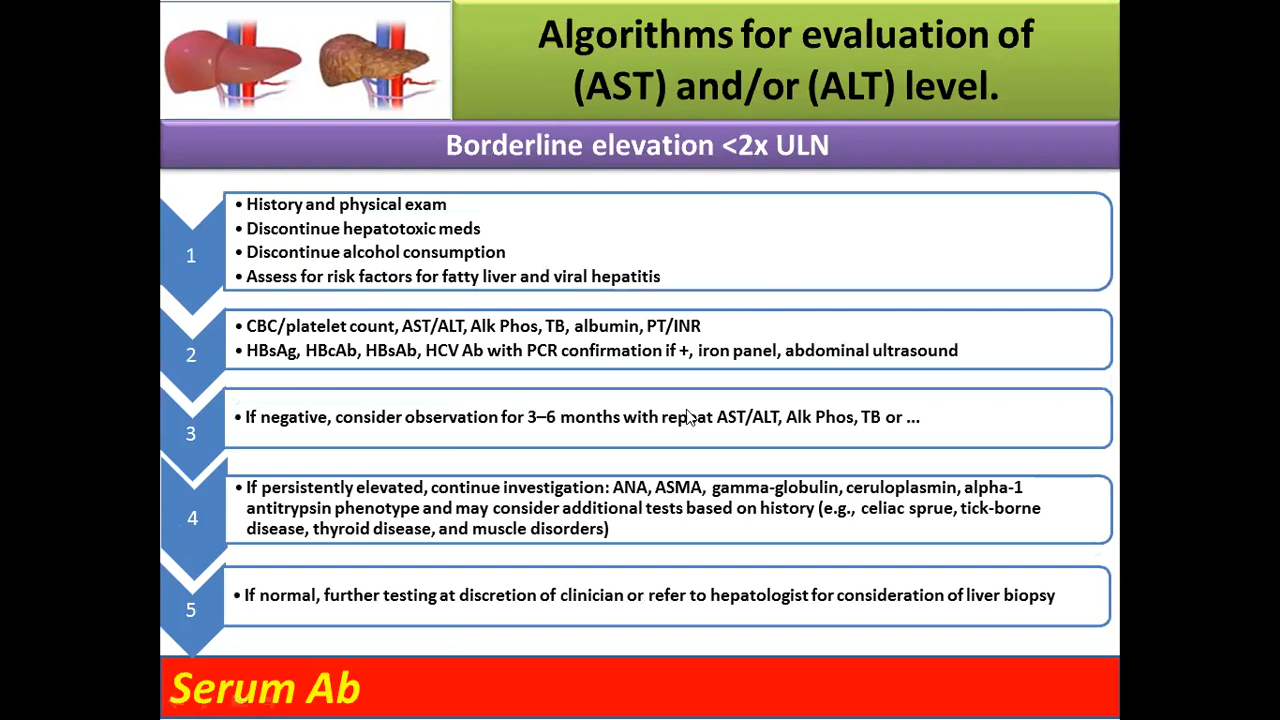 Algorithms for evaluation of
(AST) and/or (ALT) level.
Borderline elevation <2x ULN
1
• History and physical exam
• Discontinue hepatotoxic meds
• Discontinue alcohol consumption
• Assess for risk factors for fatty liver and viral hepatitis
2
• CBC/platelet count, AST/ALT, Alk Phos, TB, albumin, PT/INR
• HBsAg, HBcAb, HBsAb, HCV Ab with PCR confirmation if +, iron panel, abdominal ultrasound
3
• If negative, consider observation for 3–6 months with repeat AST/ALT, Alk Phos, TB or ...
4
• If persistently elevated, continue investigation: ANA, ASMA, gamma-globulin, ceruloplasmin, alpha-1
antitrypsin phenotype and may consider additional tests based on history (e.g., celiac sprue, tick-borne
disease, thyroid disease, and muscle disorders)
5
• If normal, further testing at discretion of clinician or refer to hepatologist for consideration of liver biopsy
Serum Ab